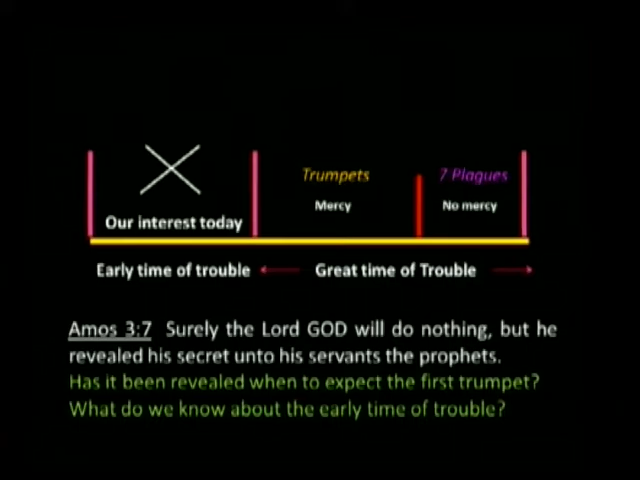 Trumpets
7 Plagues
Mercy
No mercy
Our interest today
Early time of trouble
Great time of Trouble
Amos 3:7 Surely the Lord GOD will do nothing, but he
revealed his secret unto his servants the prophets.
Has it been revealed when to expect the first trumpet?
What do we know about the early time of trouble?